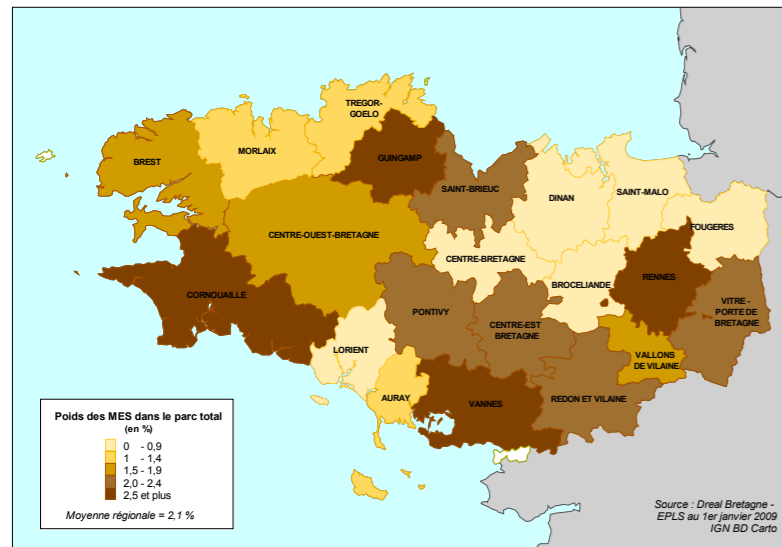 TREGOR-
GOELO
MORLAIX
BREST
GUINGAMP
SAINT-BRIEUC
DINAN
SAINT-MALO
FOUGERES
CENTRE-OUEST-BRETAGNE
CENTRE-BRETAGNE
BROCELIANDE
RENNES
CORNOUAILLE
PONTIVY
CENTRE-EST
BRETAGNE
VITRE -
PORTE DE
BRETAGNE
LORIENT
VALLONS
DE VILAINE
AURAY
VANNES
REDON ET VILAINE
Poids des MES dans le parc total
(en %)
0 - 0,9
1 - 1,4
1,5 - 1,9
2,0 - 2,4
2,5 et plus
Moyenne régionale = 2,1 %
Source : Dreal Bretagne -
EPLS au 1er janvier 2009
IGN BD Carto